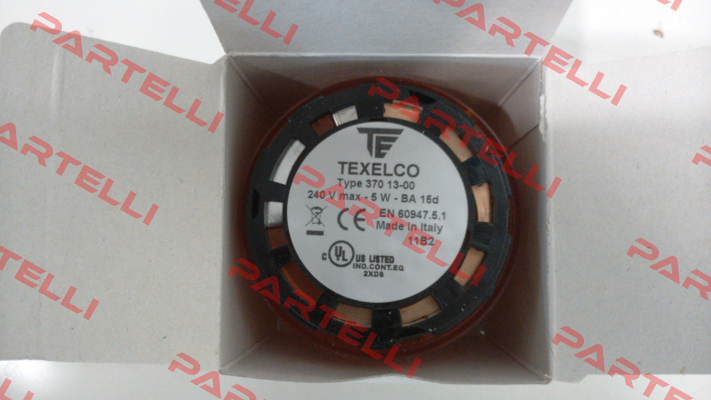 PARTELLI
PARTELLI
PARTELLI
PARTELLI
TE
TEXELCO
Type 370 13-00
240 V max - 5 W - BA 15d
CE
EN 60947.5.1
Made in Italy
11B2
C UL US LISTED
IND.CONT.EQ
2XD8
PARTELLI
PARTELLI
PARTELLI
PARTELLI
PARTELLI